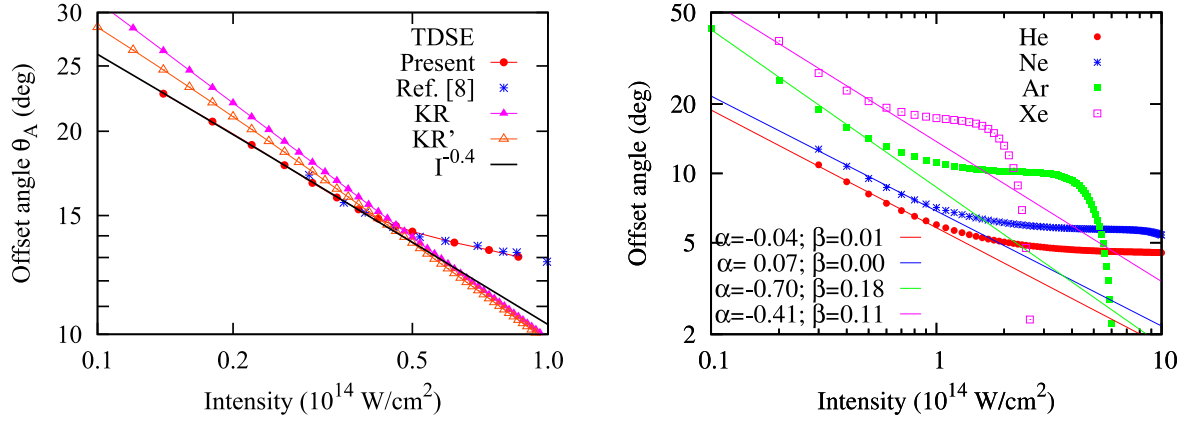 30
25
20
15
10
Offset angle θ_A (deg)
TDSE
Present
Ref. [8]
KR
KR'
I^-0.4
0.1
0.2
0.5
1.0
Intensity (10^14 W/cm^2)
50
20
10
5
2
Offset angle (deg)
He
Ne
Ar
Xe
α=-0.04; β=0.01
α= 0.07; β=0.00
α=-0.70; β=0.18
α=-0.41; β=0.11
0.1
1
10
Intensity (10^14 W/cm^2)